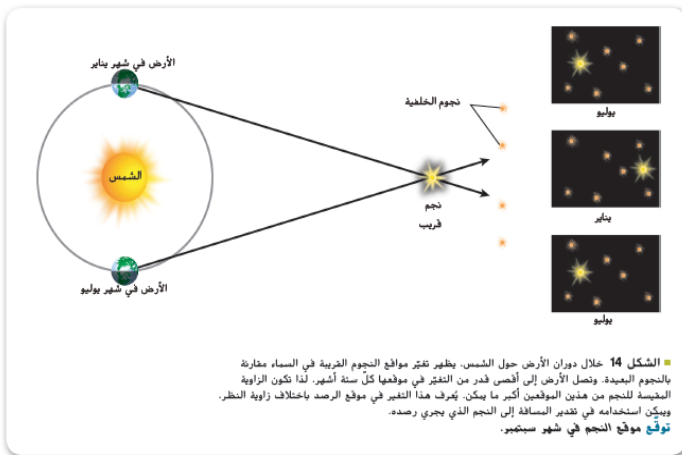 الأرض في شهر يناير
الشمس
الأرض في شهر يوليو
نجوم الخلفية
نجم
قريب
يوليو
يناير
يوليو
الشكل 14 خلال دوران الأرض حول الشمس. يظهر تغيّر مواقع النجوم القريبة في السماء مقارنة
بالنجوم البعيدة. وتصل الأرض إلى أقصى قدر من التغيّر في موقعها كلّ ستة أشهر. لذا تكون الزاوية
المقيسة للنجم من هذين الموقعين أكبر ما يمكن. يُعرف هذا التغير في موقع الرصد باختلاف زاوية النظر.
ويمكن استخدامه في تقدير المسافة إلى النجم الذي يجري رصده.
توقّع موقع النجم في شهر سبتمبر.